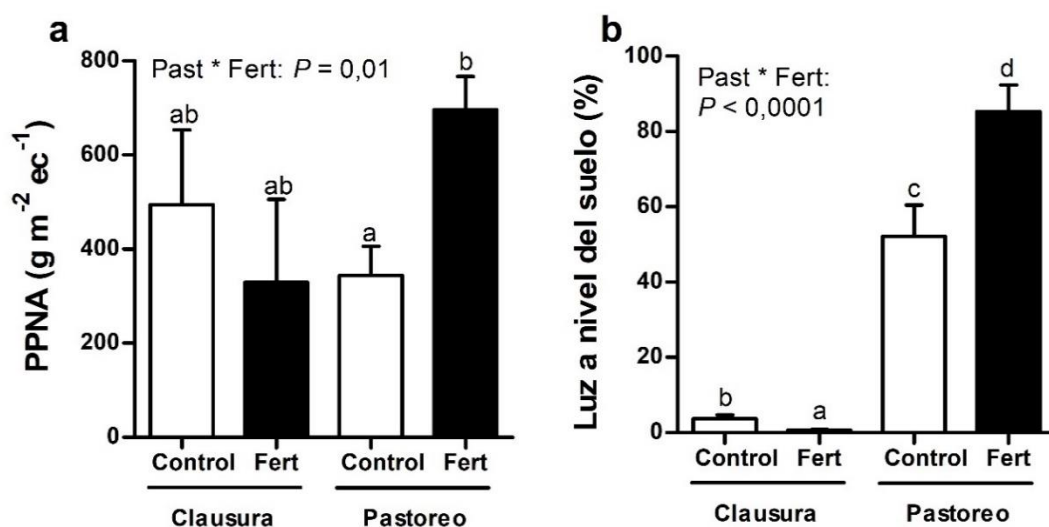 a
Past * Fert: P = 0,01
PPNA (g m⁻² ec⁻¹)
800
600
400
200
0
ab
ab
a
b
Control Fert Control Fert
Clausura Pastoreo
b
Past * Fert:
P < 0,0001
Luz a nivel del suelo (%)
100
80
60
40
20
0
b
a
c
d
Control Fert Control Fert
Clausura Pastoreo